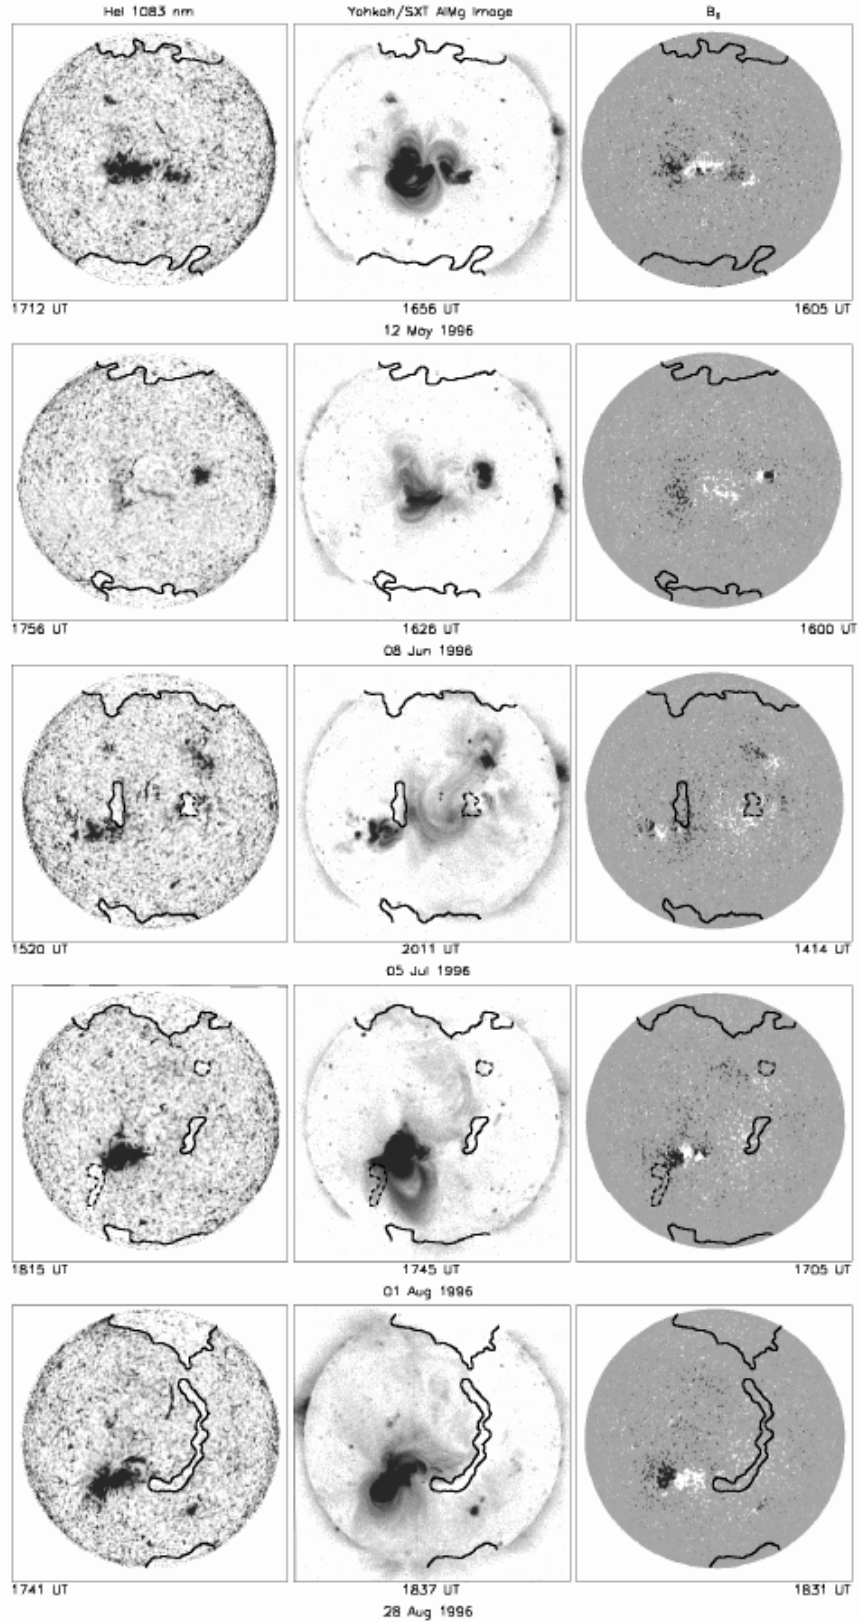 HeI 1083 nm Yohkoh/SXT AlMg Image B‖
1712 UT 1656 UT 1605 UT
12 May 1996
1756 UT 1626 UT 1600 UT
08 Jun 1996
1520 UT 2011 UT 1414 UT
05 Jul 1996
1815 UT 1745 UT 1705 UT
01 Aug 1996
1741 UT 1837 UT 1831 UT
28 Aug 1996